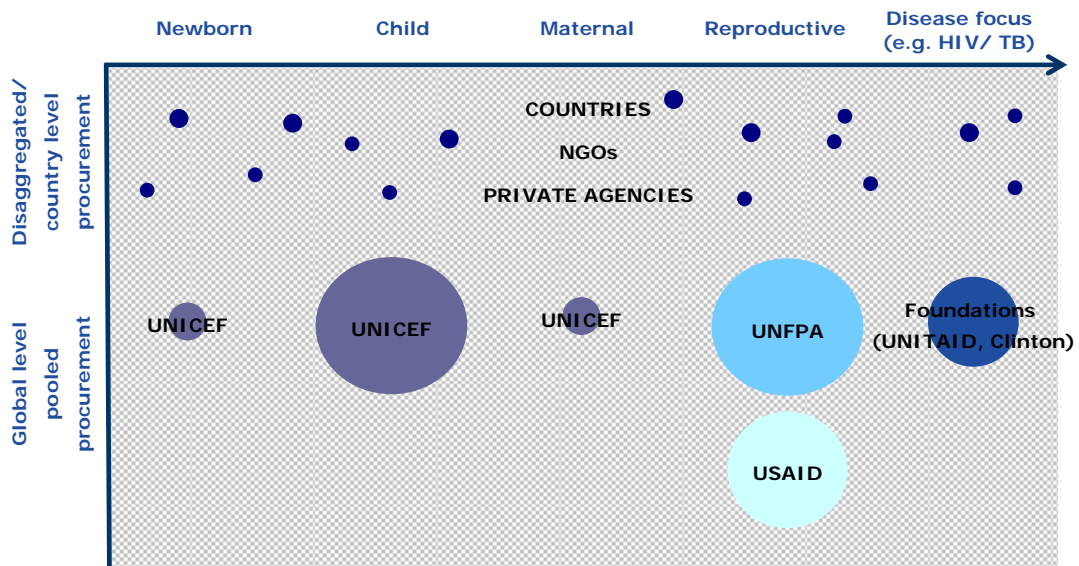 Newborn
Child
Maternal
Reproductive
Disease focus
(e.g. HIV/ TB)
Disaggregated/
country level
procurement
COUNTRIES
NGOs
PRIVATE AGENCIES
Global level
pooled
procurement
UNICEF
UNICEF
UNICEF
UNFPA
Foundations
(UNITAID, Clinton)
USAID